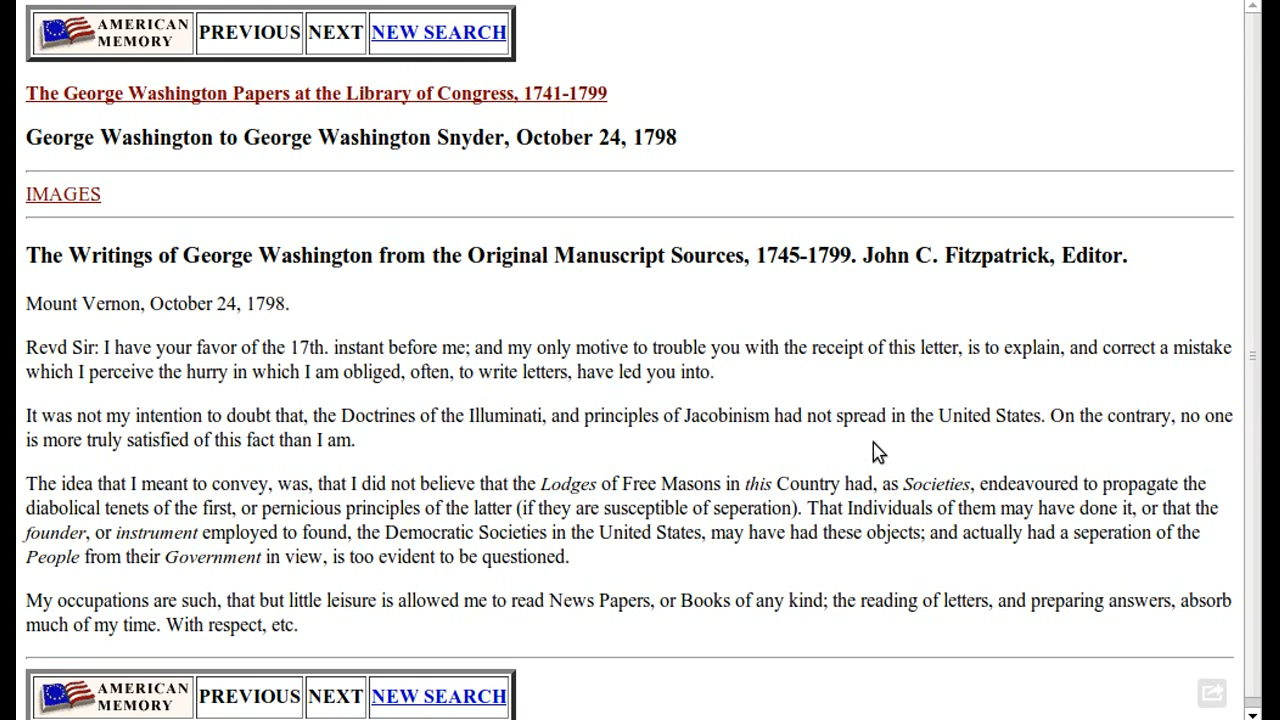 AMERICAN MEMORY PREVIOUS NEXT NEW SEARCH
The George Washington Papers at the Library of Congress, 1741-1799
George Washington to George Washington Snyder, October 24, 1798
IMAGES
The Writings of George Washington from the Original Manuscript Sources, 1745-1799. John C. Fitzpatrick, Editor.
Mount Vernon, October 24, 1798.
Revd Sir: I have your favor of the 17th. instant before me; and my only motive to trouble you with the receipt of this letter, is to explain, and correct a mistake
which I perceive the hurry in which I am obliged, often, to write letters, have led you into.
It was not my intention to doubt that, the Doctrines of the Illuminati, and principles of Jacobinism had not spread in the United States. On the contrary, no one
is more truly satisfied of this fact than I am.
The idea that I meant to convey, was, that I did not believe that the Lodges of Free Masons in this Country had, as Societies, endeavoured to propagate the
diabolical tenets of the first, or pernicious principles of the latter (if they are susceptible of seperation). That Individuals of them may have done it, or that the
founder, or instrument employed to found, the Democratic Societies in the United States, may have had these objects; and actually had a seperation of the
People from their Government in view, is too evident to be questioned.
My occupations are such, that but little leisure is allowed me to read News Papers, or Books of any kind; the reading of letters, and preparing answers, absorb
much of my time. With respect, etc.
AMERICAN MEMORY PREVIOUS NEXT NEW SEARCH